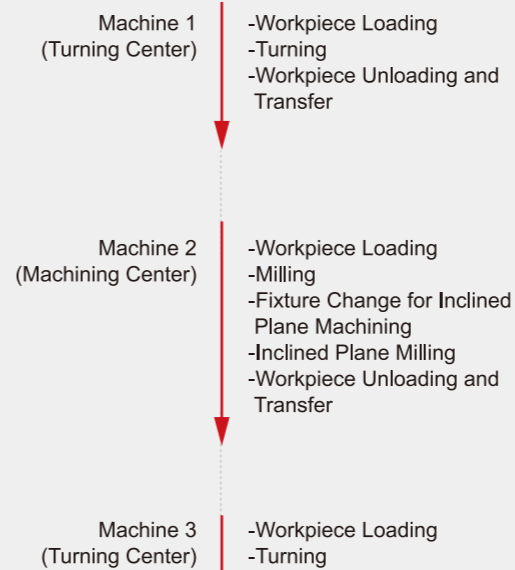 Machine 1
(Turning Center)
-Workpiece Loading
-Turning
-Workpiece Unloading and
Transfer
Machine 2
(Machining Center)
-Workpiece Loading
-Milling
-Fixture Change for Inclined
Plane Machining
-Inclined Plane Milling
-Workpiece Unloading and
Transfer
Machine 3
(Turning Center)
-Workpiece Loading
-Turning